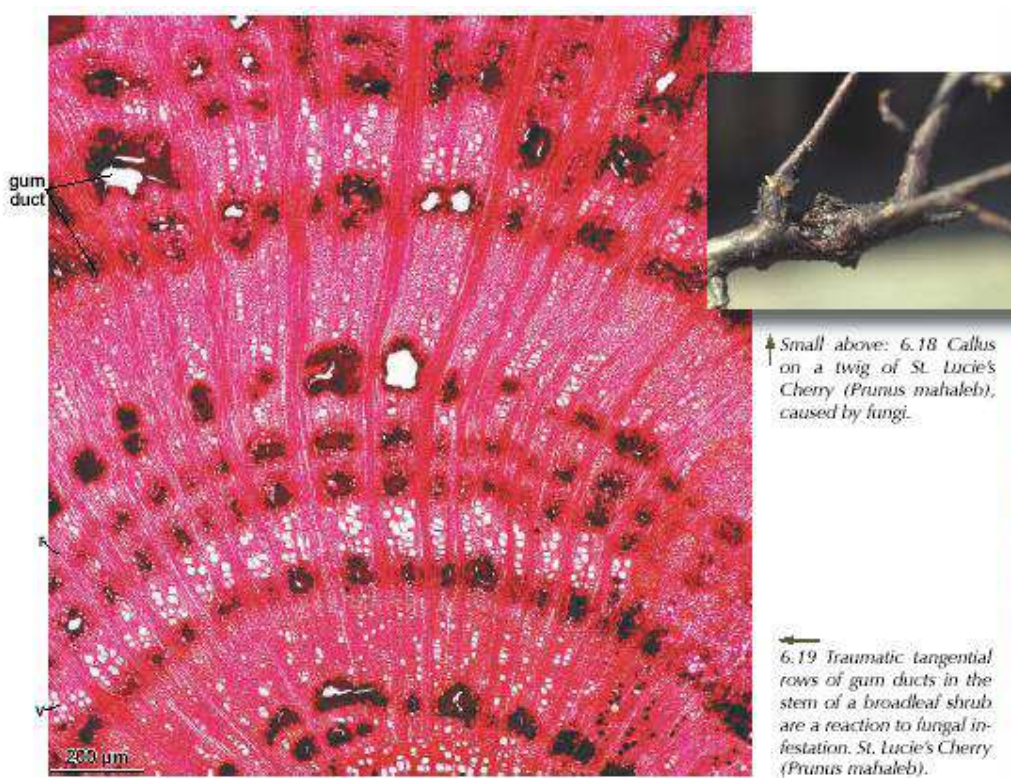 gum
duct
r
v
200 µm
Small above: 6.18 Callus
on a twig of St. Lucie's
Cherry (Prunus mahaleb),
caused by fungi.
6.19 Traumatic tangential
rows of gum ducts in the
stem of a broadleaf shrub
are a reaction to fungal in-
festation. St. Lucie's Cherry
(Prunus mahaleb).